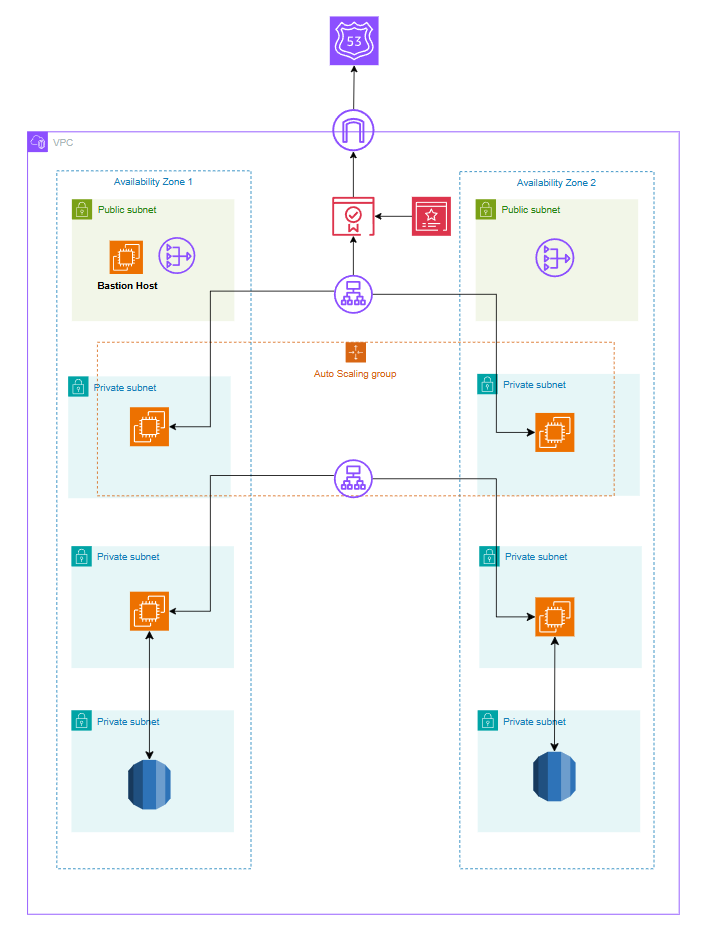 53
VPC
Availability Zone 1
Availability Zone 2
Public subnet
Public subnet
Bastion Host
Auto Scaling group
Private subnet
Private subnet
Private subnet
Private subnet
Private subnet
Private subnet